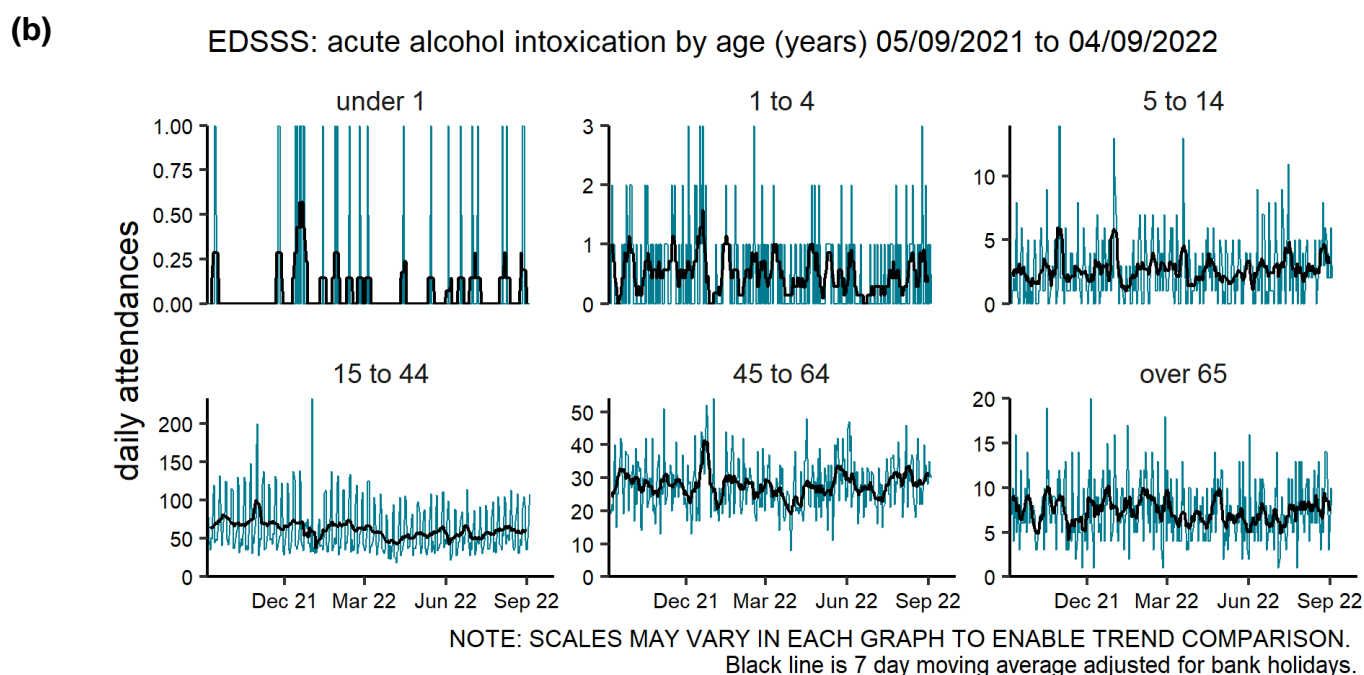 (b)
EDSSS: acute alcohol intoxication by age (years) 05/09/2021 to 04/09/2022
daily attendances
under 1
1.00
0.75
0.50
0.25
0.00
1 to 4
3
2
1
0
5 to 14
10
5
0
15 to 44
200
150
100
50
0
Dec 21 Mar 22 Jun 22 Sep 22
45 to 64
50
40
30
20
10
0
Dec 21 Mar 22 Jun 22 Sep 22
over 65
20
15
10
5
0
Dec 21 Mar 22 Jun 22 Sep 22
NOTE: SCALES MAY VARY IN EACH GRAPH TO ENABLE TREND COMPARISON.
Black line is 7 day moving average adjusted for bank holidays.